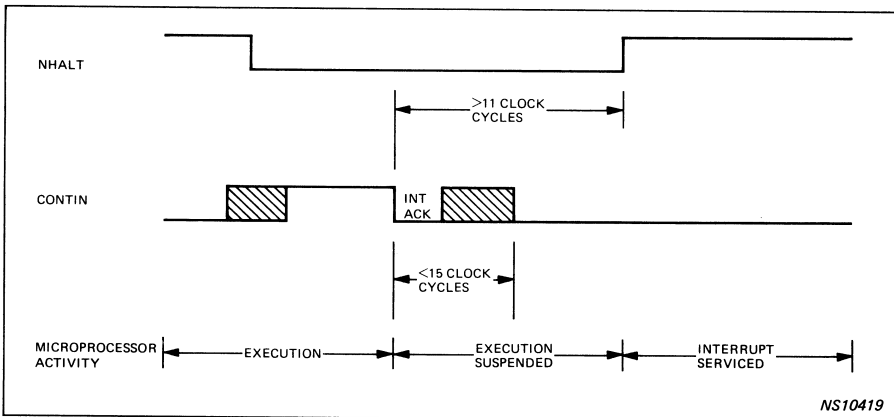 NHALT
>11 CLOCK
CYCLES
CONTIN
INT
ACK
<15 CLOCK
CYCLES
MICROPROCESSOR
ACTIVITY
EXECUTION
EXECUTION
SUSPENDED
INTERRUPT
SERVICED
NS10419